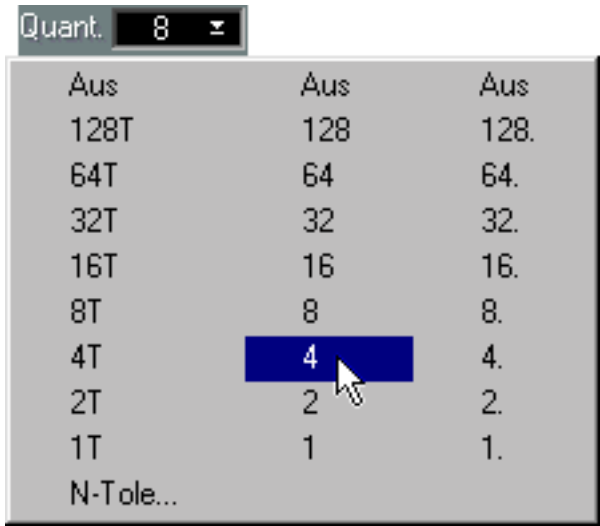 Quant. 8
Aus Aus Aus
128T 128 128.
64T 64 64.
32T 32 32.
16T 16 16.
8T 8 8.
4T 4 4.
2T 2 2.
1T 1 1.
N-Tole...